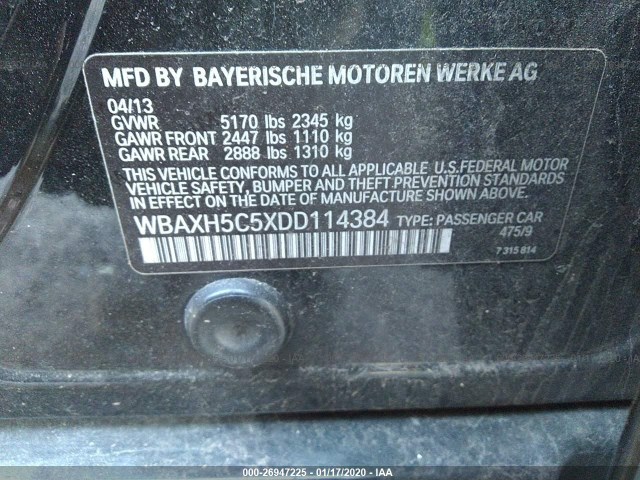 MFD BY BAYERISCHE MOTOREN WERKE AG
04/13
GVWR 5170 lbs 2345 kg
GAWR FRONT 2447 lbs 1110 kg
GAWR REAR 2888 lbs 1310 kg
THIS VEHICLE CONFORMS TO ALL APPLICABLE U.S.FEDERAL MOTOR
VEHICLE SAFETY, BUMPER AND THEFT PREVENTION STANDARDS
IN EFFECT ON THE DATE OF MANUFACTURE SHOWN ABOVE.
WBAXH5C5XDD114384 TYPE: PASSENGER CAR
475/9
7 315 814
000-26947225 - 01/17/2020 - IAA